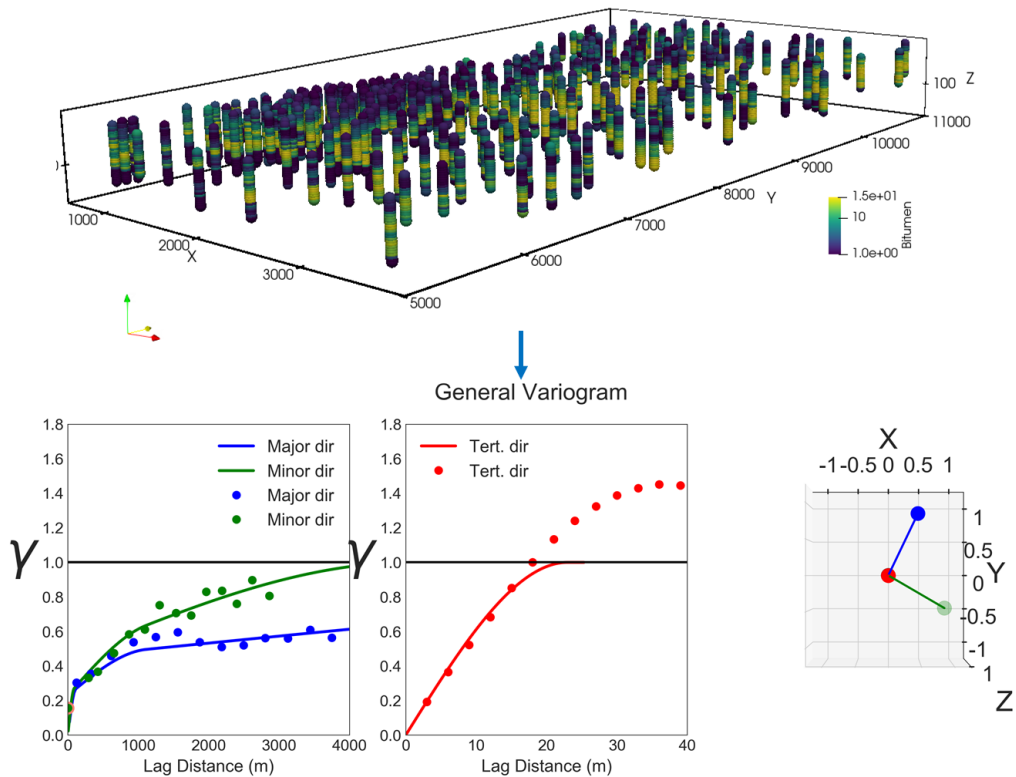 Z
100
11000
10000
9000
Y
8000
7000
6000
5000
1000
2000
X
3000
1.5e+01
10
1.0e+00
Bitumen
General Variogram
1.8
1.6
1.4
1.2
1.0
0.8
0.6
0.4
0.2
0.0
γ
Major dir
Minor dir
Major dir
Minor dir
0 1000 2000 3000 4000
Lag Distance (m)
1.8
1.6
1.4
1.2
1.0
0.8
0.6
0.4
0.2
0.0
γ
Tert. dir
Tert. dir
0 10 20 30 40
Lag Distance (m)
X
-1 -0.5 0 0.5 1
1
0.5
Y
0
-0.5
-1
1
Z